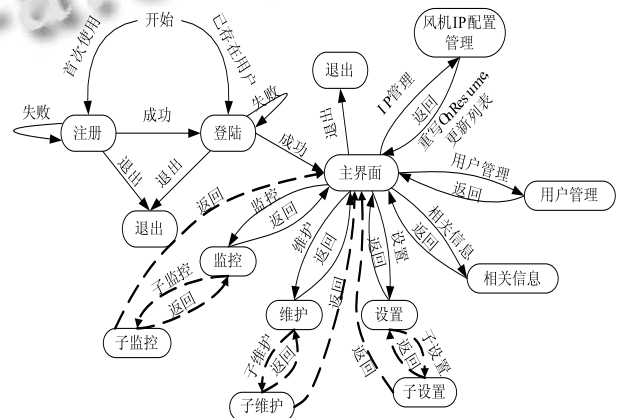 开始
首次使用
已存在用户
失败
注册
成功
登陆
失败
退出
退出
退出
成功
退出
退出
主界面
风机IP配置
管理
IP管理
返回
重写OnResume,
更新列表
用户管理
返回
用户管理
相关信息
返回
相关信息
返回
监控
返回
监控
子监控
返回
子监控
维护
返回
维护
返回
子维护
返回
子维护
返回
设置
设置
返回
子设置
返回
子设置